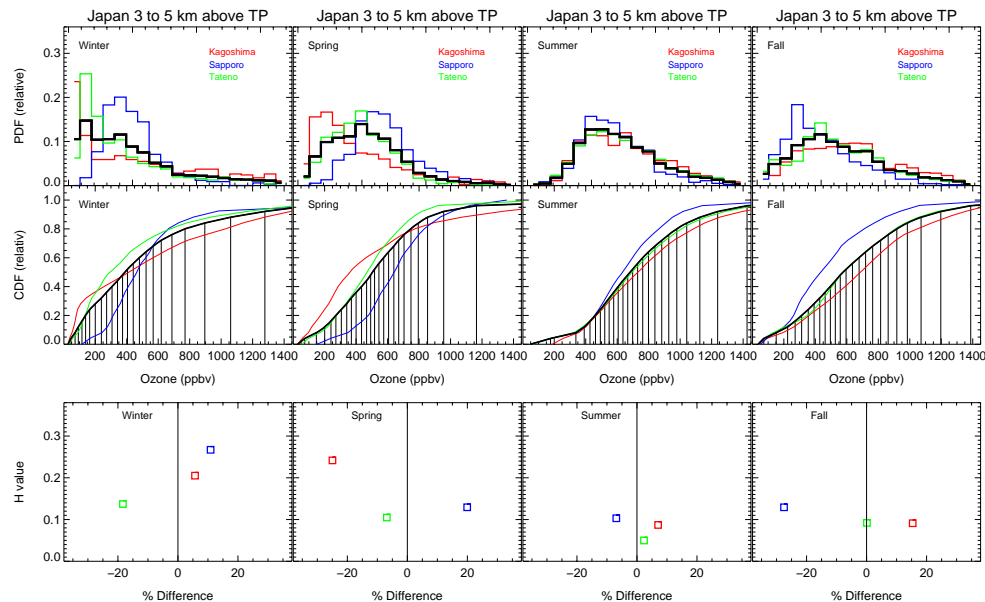 Japan 3 to 5 km above TP Japan 3 to 5 km above TP Japan 3 to 5 km above TP Japan 3 to 5 km above TP
Winter Spring Summer Fall
Kagoshima Kagoshima Kagoshima Kagoshima
Sapporo Sapporo Sapporo Sapporo
Tateno Tateno Tateno Tateno
PDF (relative)
0.3
0.2
0.1
0.0
Winter Spring Summer Fall
CDF (relative)
1.0
0.8
0.6
0.4
0.2
0.0
200 400 600 800 1000 1400 200 400 600 800 1000 1400 200 400 600 800 1000 1400 200 400 600 800 1000 1400
Ozone (ppbv) Ozone (ppbv) Ozone (ppbv) Ozone (ppbv)
Winter Spring Summer Fall
H value
0.3
0.2
0.1
0.0
−20 0 20 −20 0 20 −20 0 20 −20 0 20
% Difference % Difference % Difference % Difference